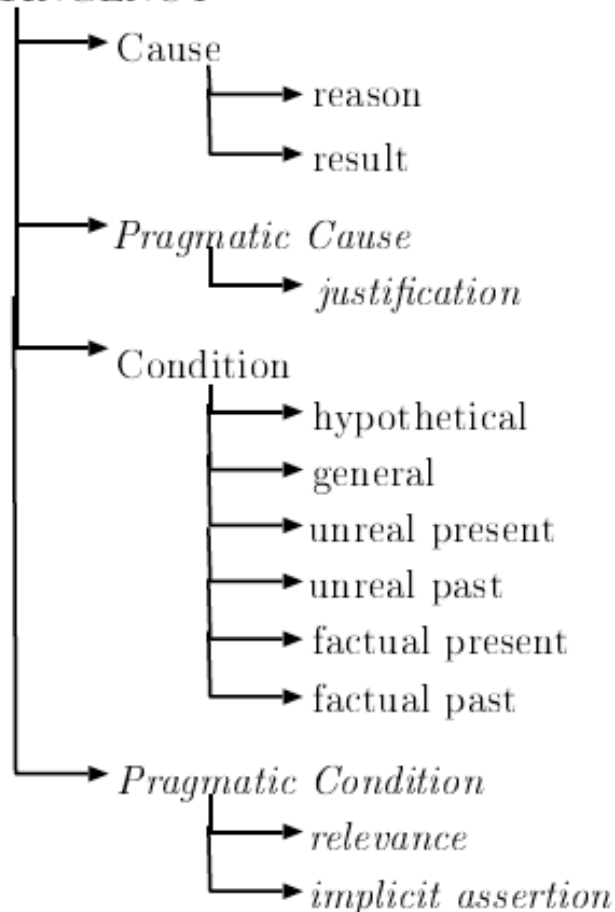 Cause
reason
result
Pragmatic Cause
justification
Condition
hypothetical
general
unreal present
unreal past
factual present
factual past
Pragmatic Condition
relevance
implicit assertion